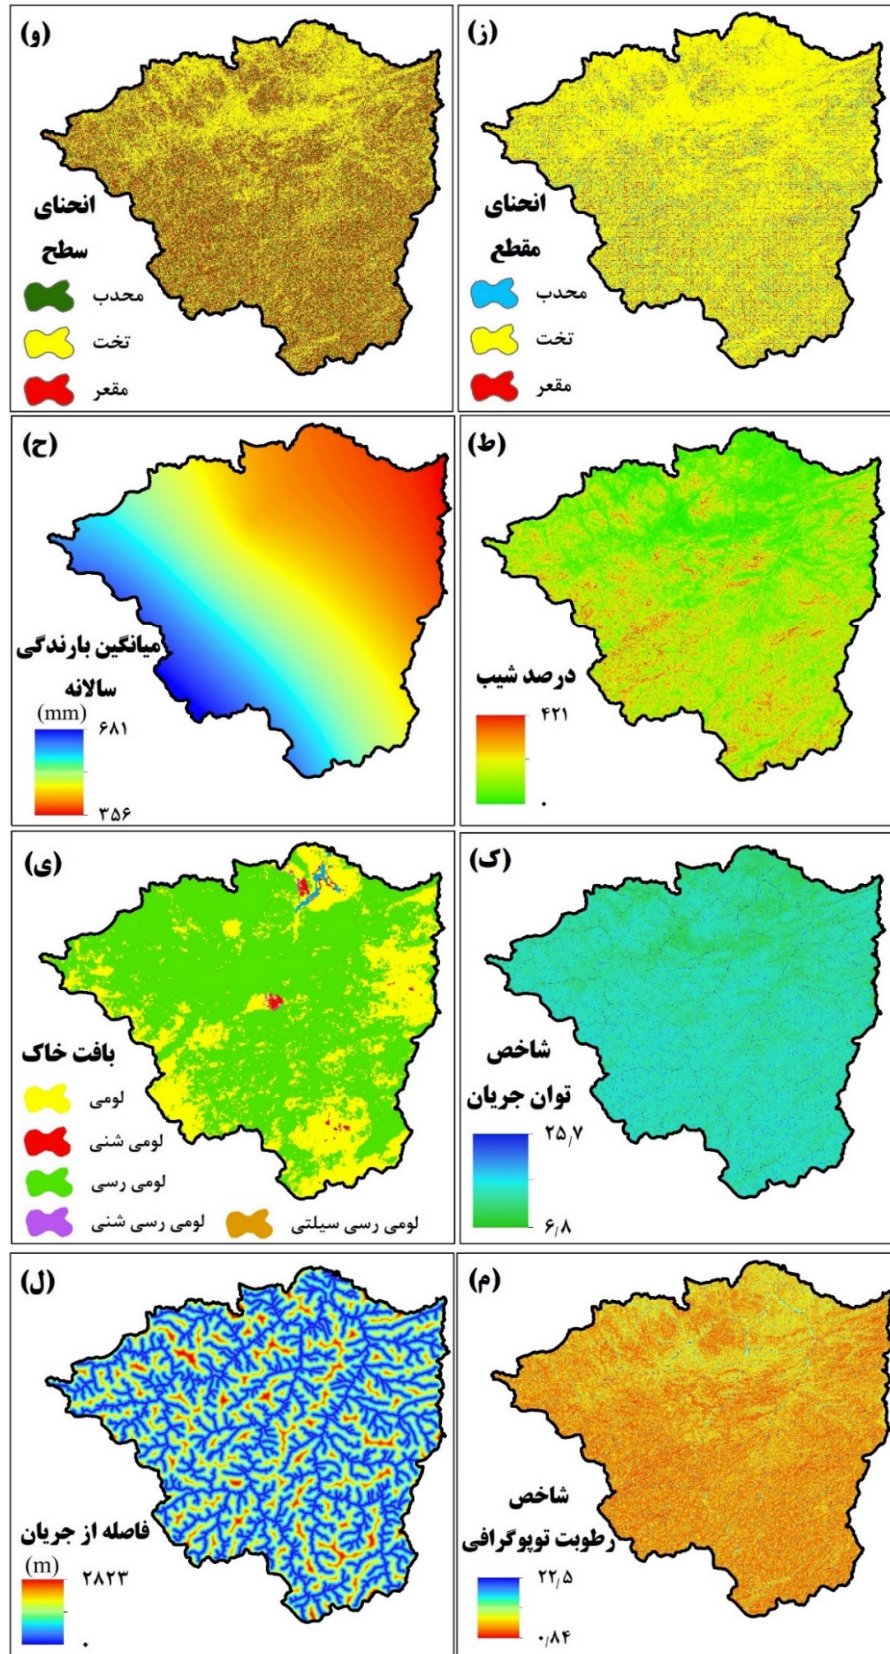 (و)
انحنای
سطح
محدب
تخت
مقعر
(ز)
انحنای
مقطع
محدب
تخت
مقعر
(ح)
میانگین بارندگی
سالانه
(mm)
۶۸۱
۳۵۶
(ط)
درصد شیب
۴۲۱
۰
(ی)
بافت خاک
لومی
لومی شنی
لومی رسی
لومی رسی شنی
لومی رسی سیلتی
(ک)
شاخص
توان جریان
۲۵٫۷
۶٫۸
(ل)
فاصله از جریان
(m)
۲۸۲۳
۰
(م)
شاخص
رطوبت توپوگرافی
۲۲٫۵
۰٫۸۴